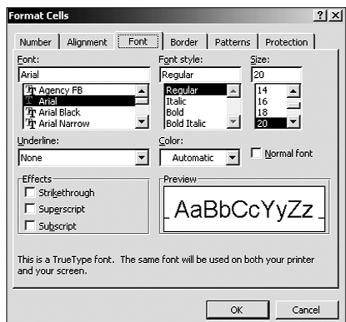 Format Cells
Number Alignment Font Border Patterns Protection
Font: Font style: Size:
Arial Regular 20
Agency FB Regular 14
Arial Italic 16
Arial Black Bold 18
Arial Narrow Bold Italic 20
Underline: Color:
None Automatic Normal font
Effects Preview
Strikethrough
Superscript
Subscript
AaBbCcYyZz
This is a TrueType font. The same font will be used on both your printer
and your screen.
OK Cancel